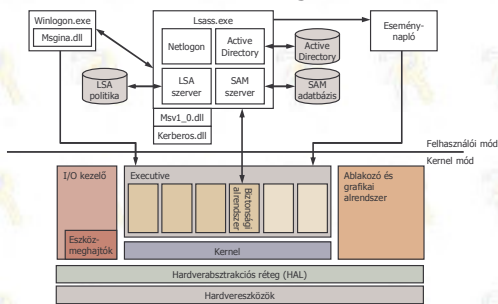 Winlogon.exe
Msgina.dll
Lsass.exe
Netlogon
Active
Directory
LSA
szerver
SAM
szerver
Msv1_0.dll
Kerberos.dll
LSA
politika
Active
Directory
SAM
adatbázis
Esemény-
napló
Felhasználói mód
Kernel mód
I/O kezelő
Eszköz-
meghajtók
Executive
Biztonsági
alrendszer
Kernel
Ablakozó és
grafikai
alrendszer
Hardverabsztrakciós réteg (HAL)
Hardvereszközök